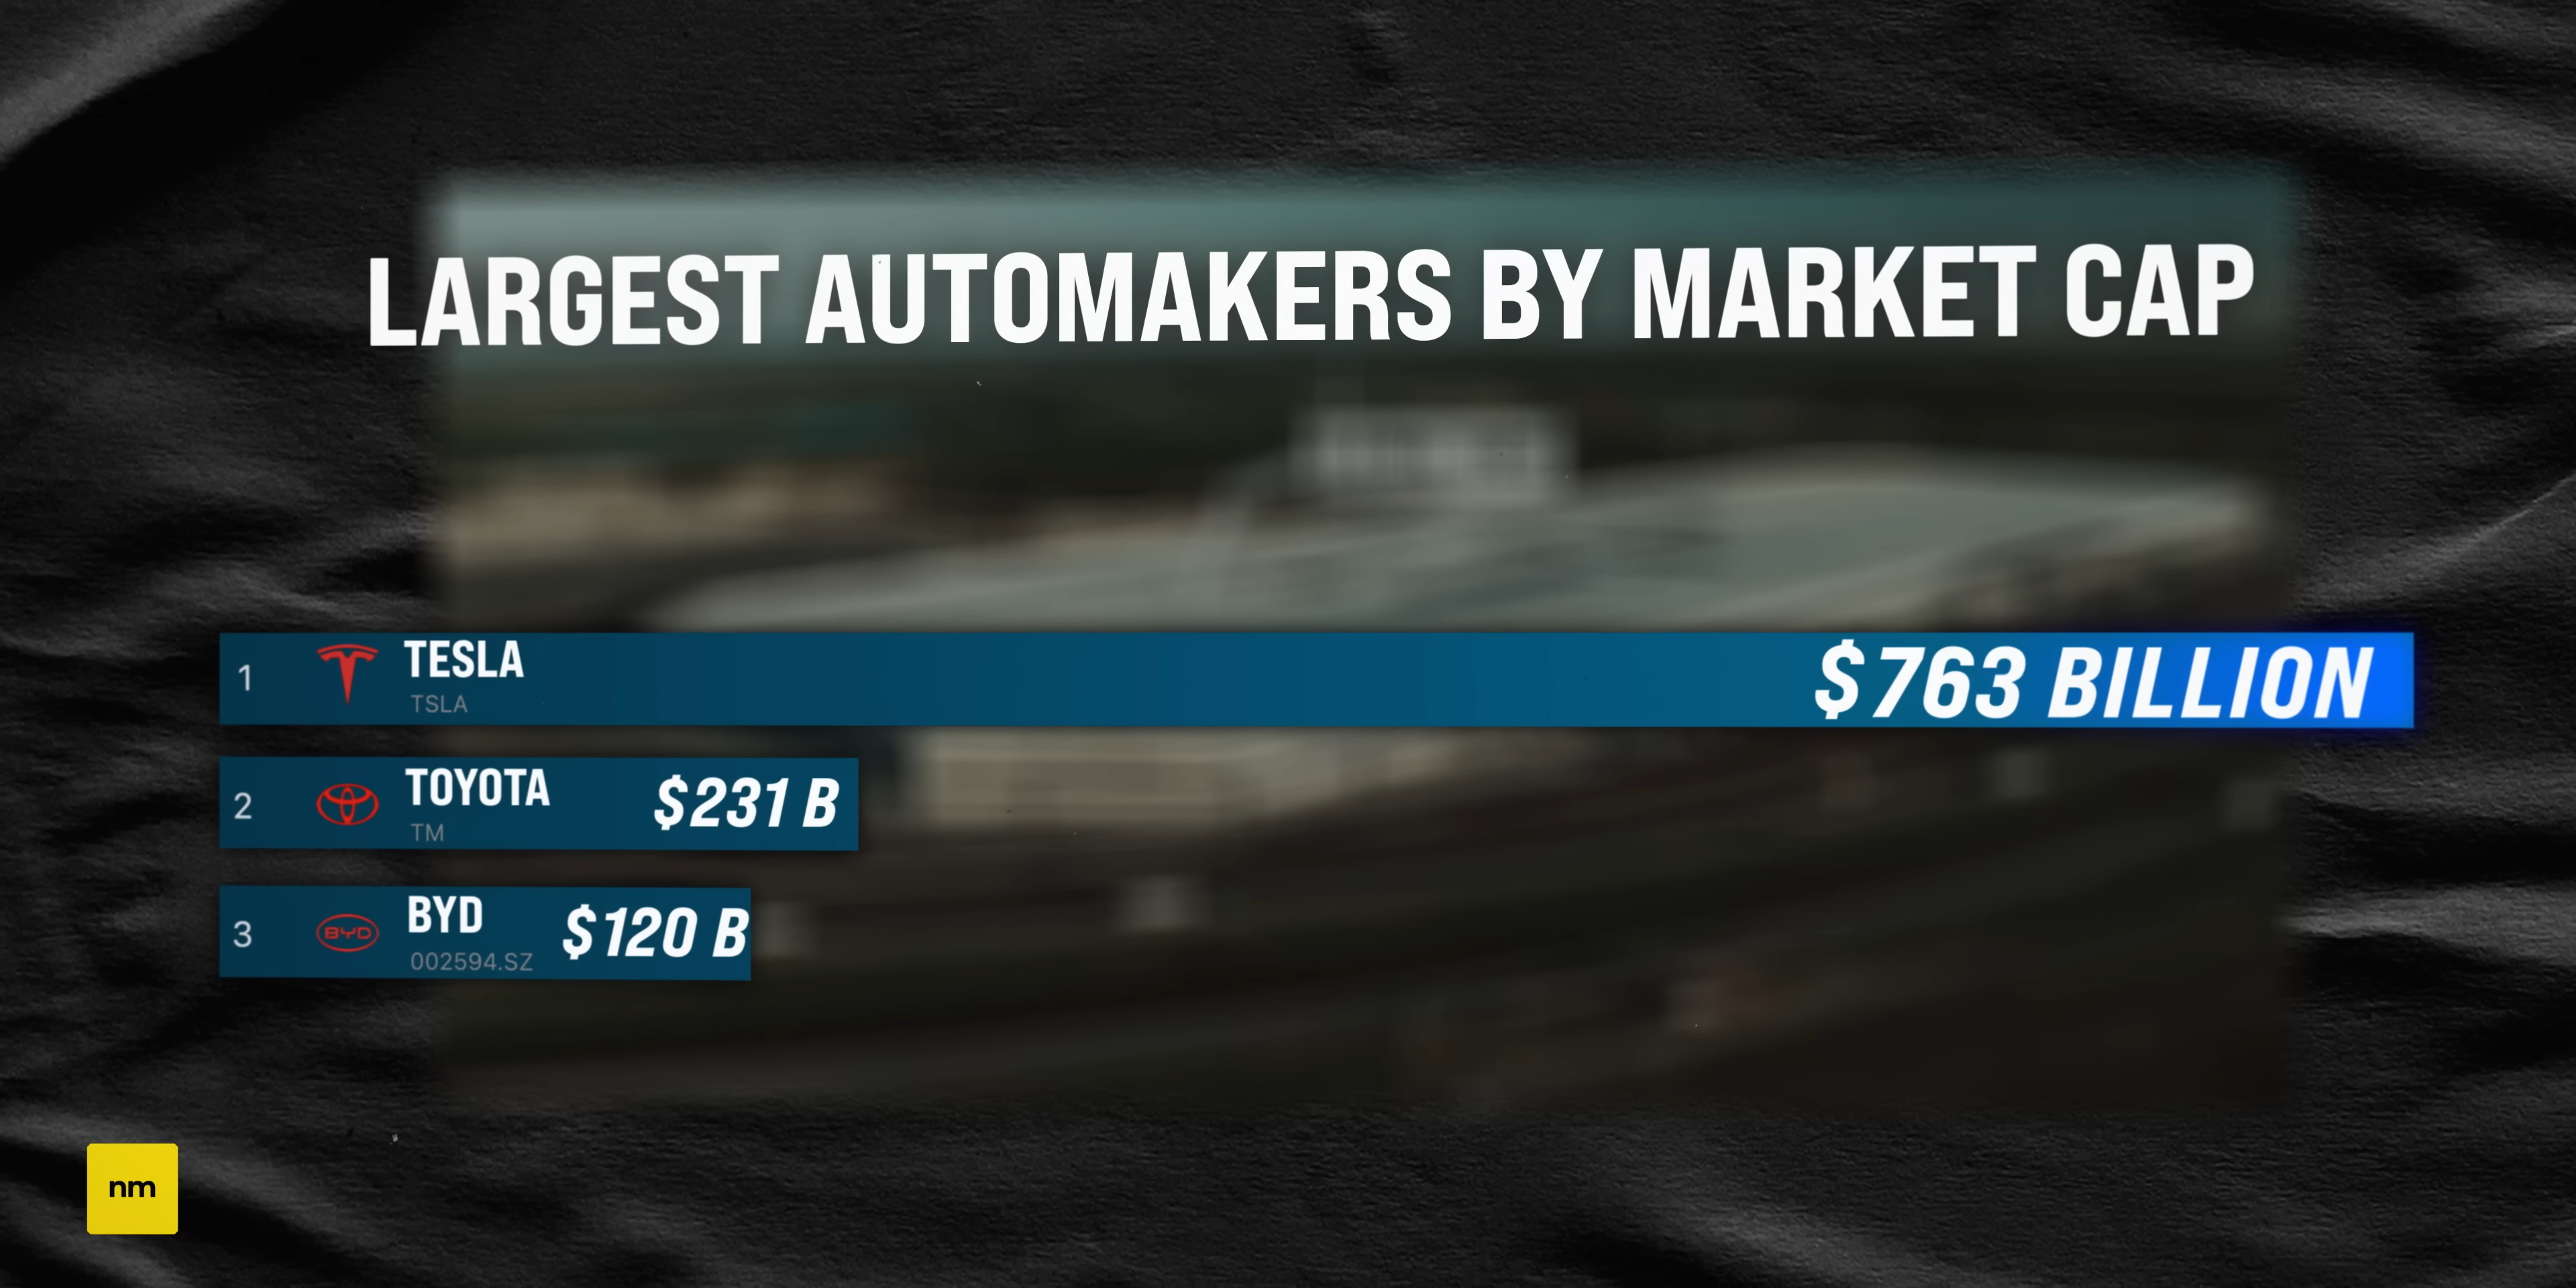 LARGEST AUTOMAKERS BY MARKET CAP
1 TESLA $763 BILLION
TSLA
2 TOYOTA $231 B
TM
3 BYD BYD $120 B
002594.SZ
nm